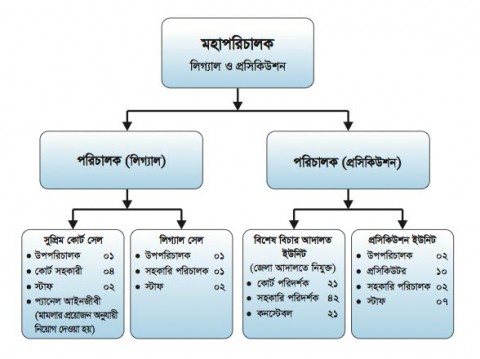 মহাপরিচালক
লিগ্যাল ও প্রসিকিউশন
পরিচালক (লিগ্যাল)
পরিচালক (প্রসিকিউশন)
সুপ্রিম কোর্ট সেল
• উপপরিচালক ০১
• কোর্ট সহকারী ০৪
• স্টাফ ০২
• প্যানেল আইনজীবী
(মামলার প্রয়োজন অনুযায়ী
নিয়োগ দেওয়া হয়)
লিগ্যাল সেল
• উপপরিচালক ০১
• সহকারি পরিচালক ০১
• স্টাফ ০২
বিশেষ বিচার আদালত
ইউনিট
(জেলা আদালতে নিযুক্ত)
• কোর্ট পরিদর্শক ২১
• সহকারি পরিদর্শক ৪২
• কনস্টেবল ২১
প্রসিকিউশন ইউনিট
• উপপরিচালক ০২
• প্রসিকিউটর ১০
• সহকারি পরিচালক ০২
• স্টাফ ০৭